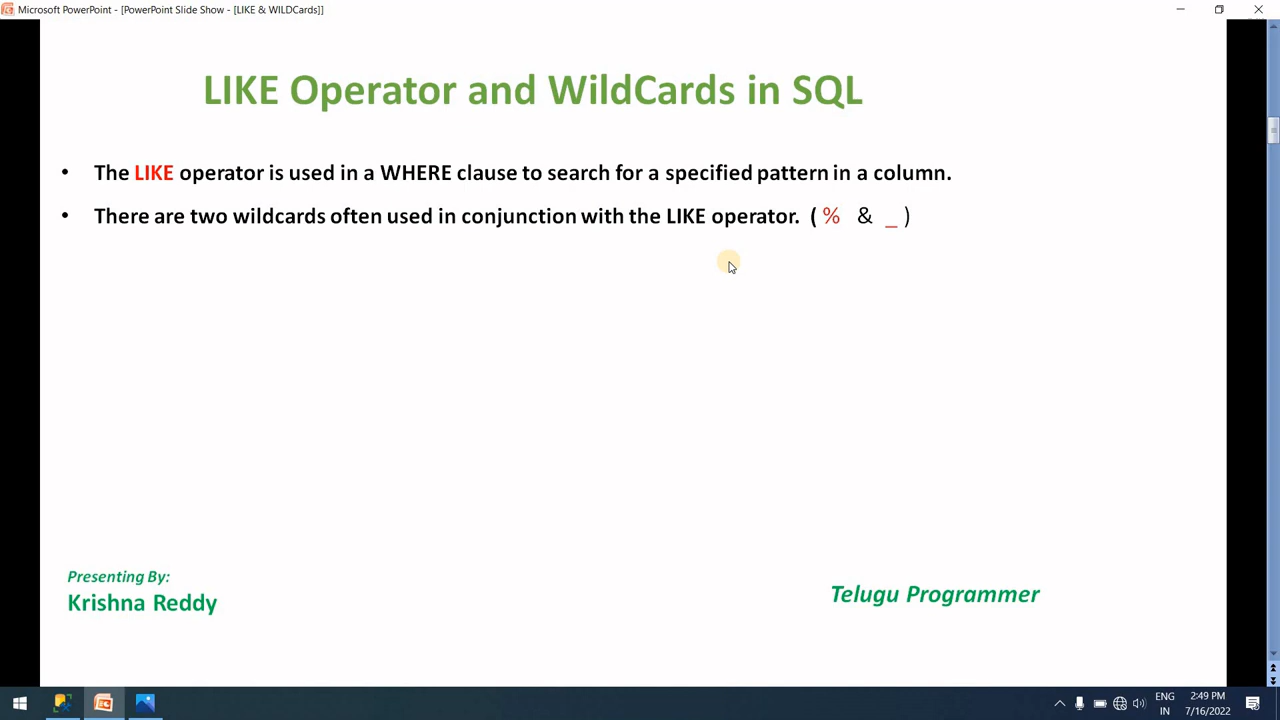 Microsoft PowerPoint - [PowerPoint Slide Show - [LIKE & WILDCards]]
LIKE Operator and WildCards in SQL
• The LIKE operator is used in a WHERE clause to search for a specified pattern in a column.
• There are two wildcards often used in conjunction with the LIKE operator. ( % & _ )
Presenting By:
Krishna Reddy
Telugu Programmer
ENG
IN
2:49 PM
7/16/2022